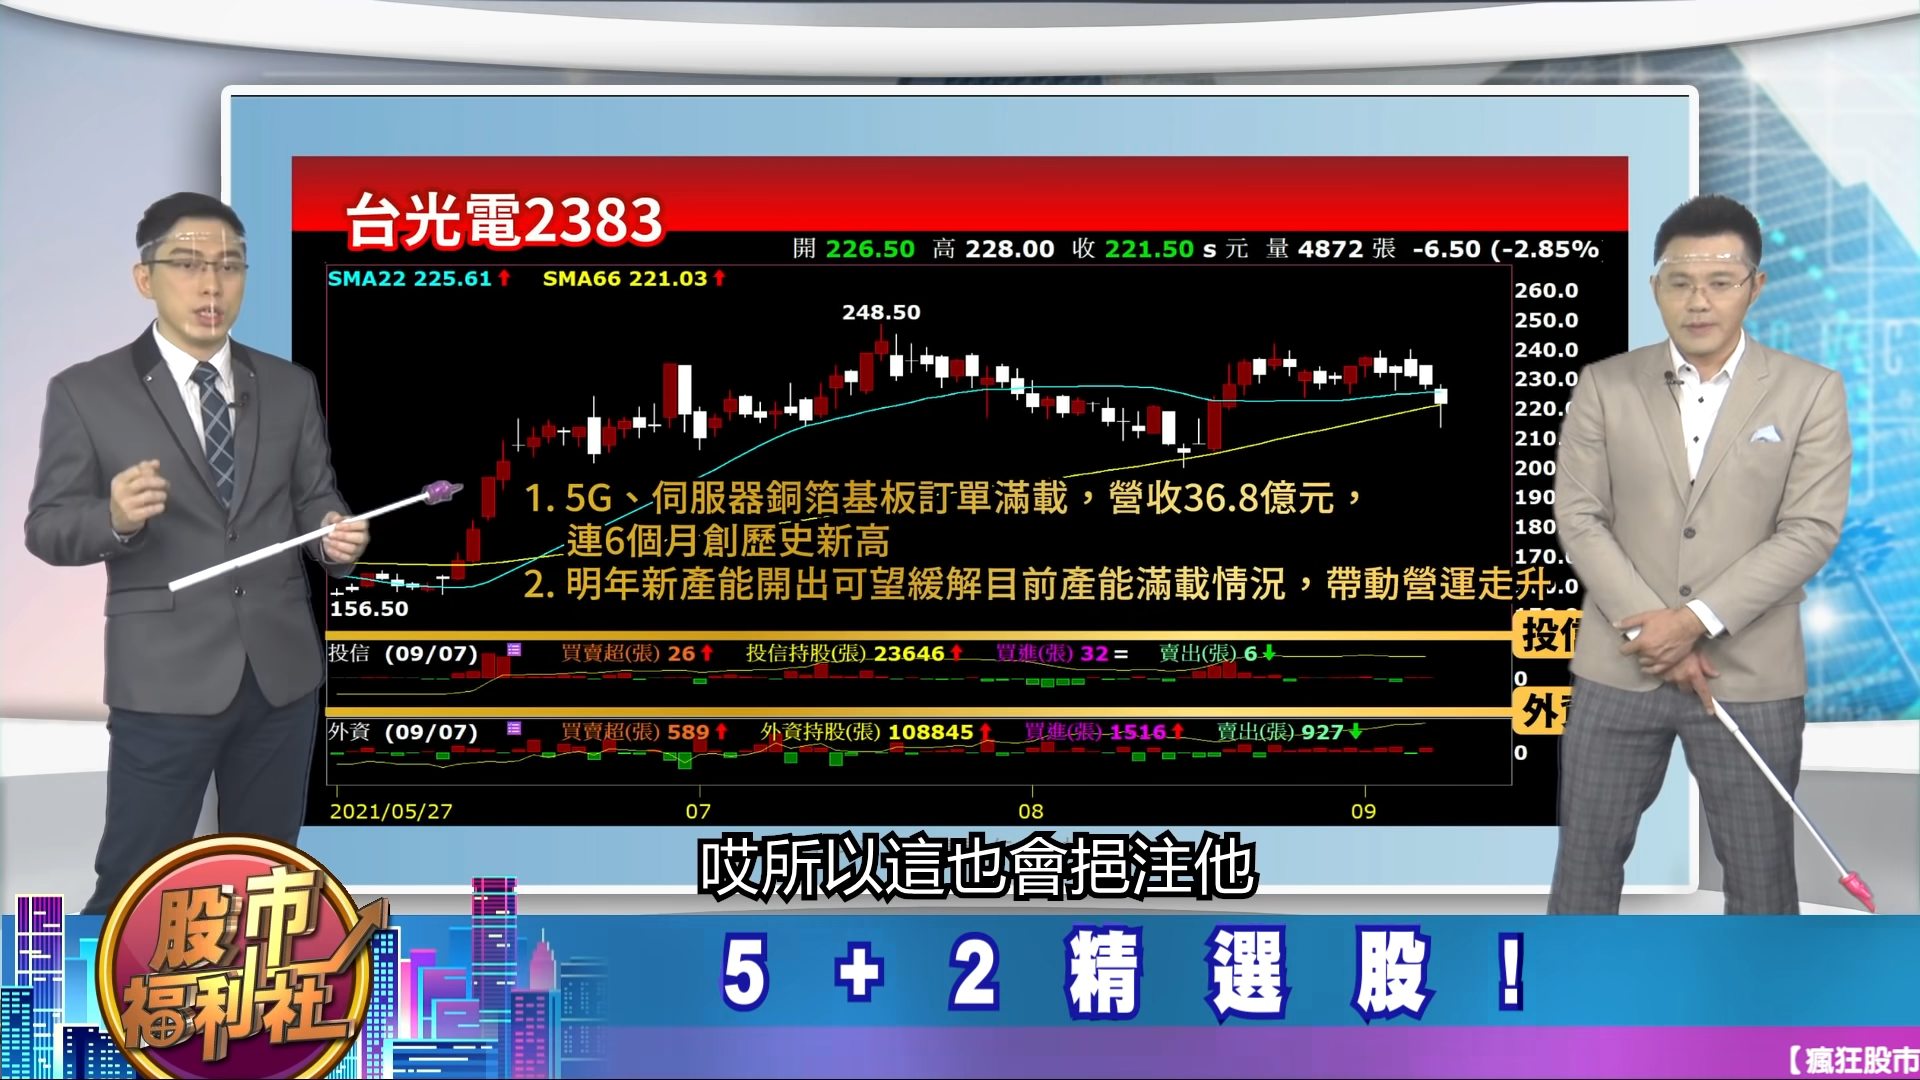 台光電2383
開 226.50 高 228.00 收 221.50 s 元 量 4872 張 -6.50 (-2.85%
SMA22 225.61↑ SMA66 221.03↑
248.50
260.0
250.0
240.0
230.0
220.
210.
200
190
180
170.
1. 5G、伺服器銅箔基板訂單滿載，營收36.8億元，
連6個月創歷史新高
2. 明年新產能開出可望緩解目前產能滿載情況，帶動營運走升
156.50
投信
投信 (09/07) 買賣超(張) 26↑ 投信持股(張) 23646↑ 買進(張) 32= 賣出(張) 6↓
0
外資
外資 (09/07) 買賣超(張) 589↑ 外資持股(張) 108845↑ 買進(張) 1516↑ 賣出(張) 927↓
0
2021/05/27 07 08 09
哎所以這也會挹注他
股市
福利社
5+2精選股！
【瘋狂股市